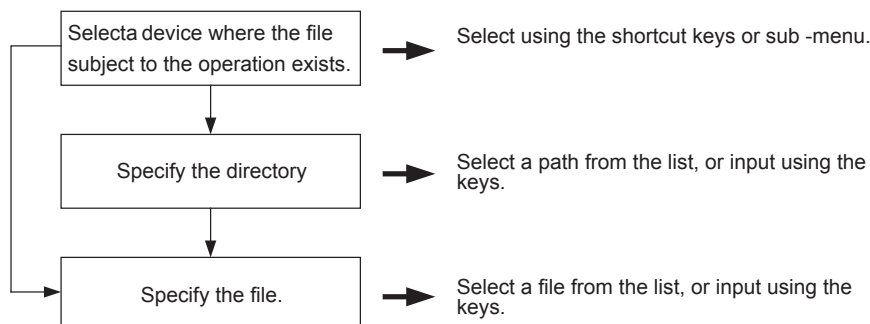 Selecta device where the file
subject to the operation exists.
Select using the shortcut keys or sub -menu.
Specify the directory
Select a path from the list, or input using the
keys.
Specify the file.
Select a file from the list, or input using the
keys.